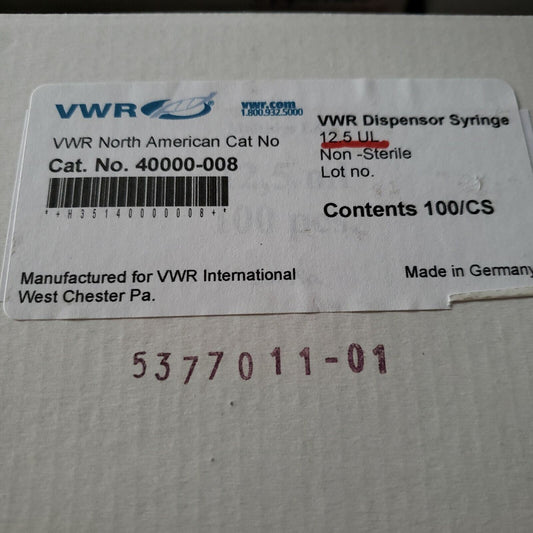 VWR
vwr.com
1.800.932.5000
VWR North American Cat No
Cat. No. 40000-008
*+H35140000008+*
VWR Dispensor Syringe
12.5 UL
Non -Sterile
Lot no.
Contents 100/CS
Manufactured for VWR International
West Chester Pa.
Made in Germany
5377011-01